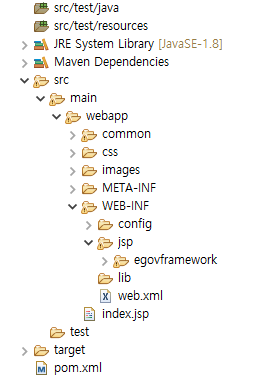 src/test/java
src/test/resources
JRE System Library [JavaSE-1.8]
Maven Dependencies
src
main
webapp
common
css
images
META-INF
WEB-INF
config
jsp
egovframework
lib
web.xml
index.jsp
test
target
pom.xml